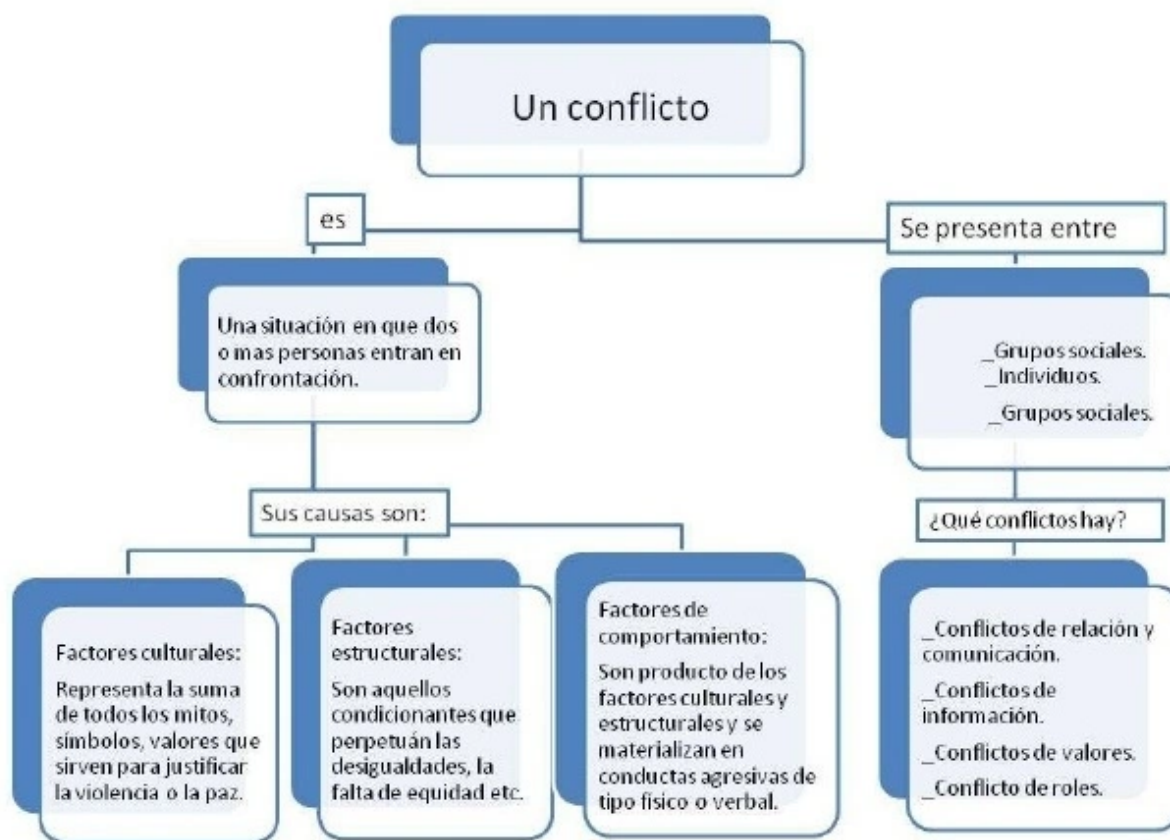 Un conflicto
es
Se presenta entre
Una situación en que dos
o mas personas entran en
confrontación.
_Grupos sociales.
_Individuos.
_Grupos sociales.
Sus causas son:
¿Qué conflictos hay?
Factores culturales:
Representa la suma
de todos los mitos,
símbolos, valores que
sirven para justificar
la violencia o la paz.
Factores
estructurales:
Son aquellos
condicionantes que
perpetuán las
desigualdades, la
falta de equidad etc.
Factores de
comportamiento:
Son producto de los
factores culturales y
estructurales y se
materializan en
conductas agresivas de
tipo físico o verbal.
_Conflictos de relación y
comunicación.
_Conflictos de
información.
_Conflictos de valores.
_Conflicto de roles.